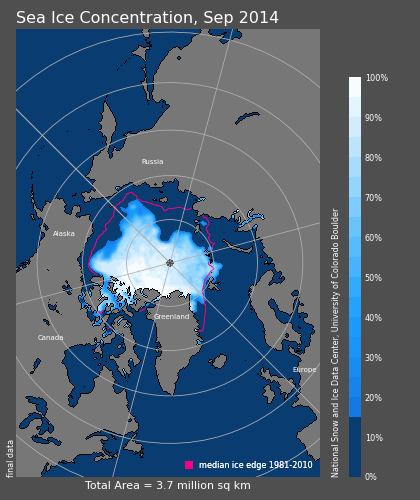 Sea Ice Concentration, Sep 2014
Russia
Alaska
Canada
Greenland
Europe
median ice edge 1981-2010
final data
Total Area = 3.7 million sq km
100%
90%
80%
70%
60%
50%
40%
30%
20%
10%
0%
National Snow and Ice Data Center, University of Colorado Boulder